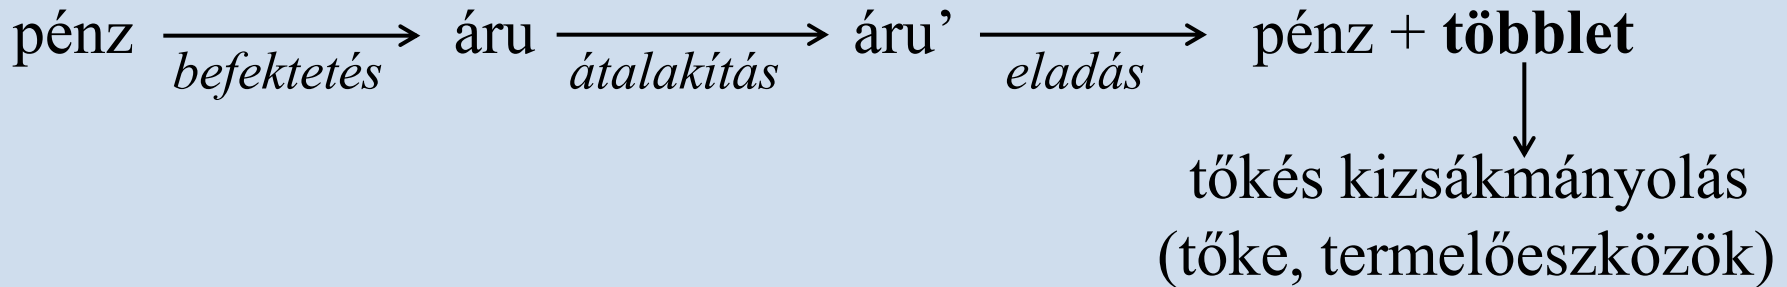 pénz áru áru’ pénz + többlet
befektetés átalakítás eladás
tőkés kizsákmányolás
(tőke, termelőeszközök)